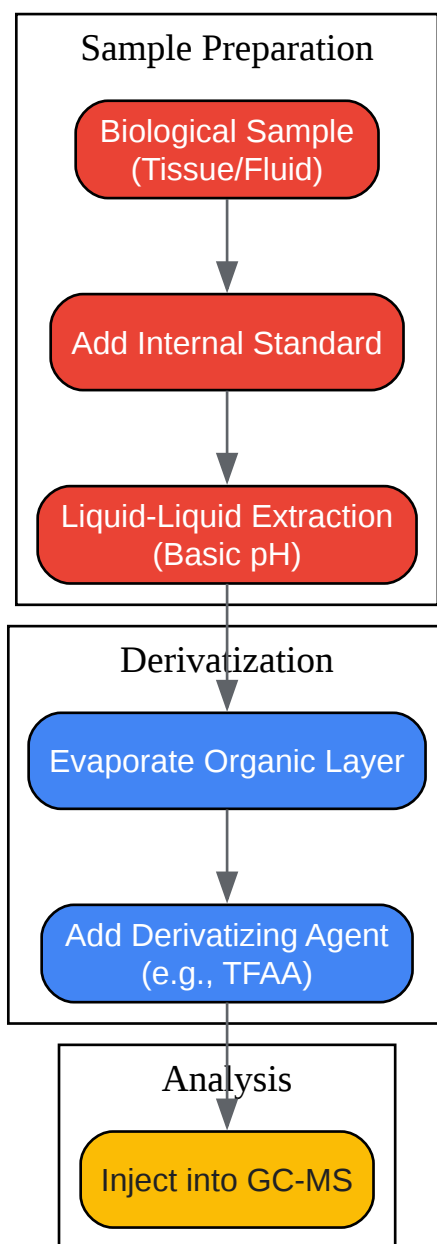 Sample Preparation
Biological Sample
(Tissue/Fluid)
Add Internal Standard
Liquid-Liquid Extraction
(Basic pH)
Derivatization
Evaporate Organic Layer
Add Derivatizing Agent
(e.g., TFAA)
Analysis
Inject into GC-MS